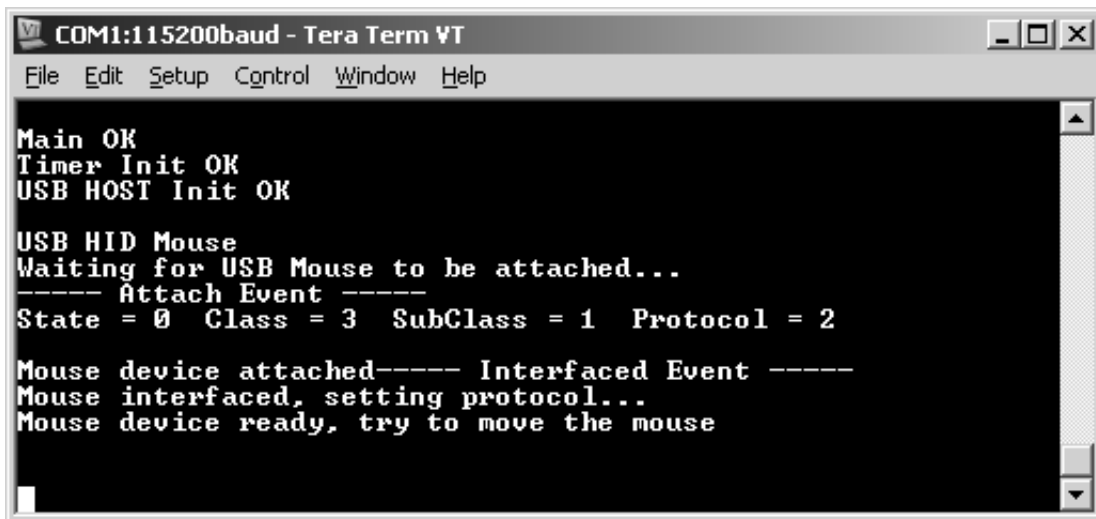 COM1:115200baud - Tera Term VT
File Edit Setup Control Window Help
Main OK
Timer Init OK
USB HOST Init OK
USB HID Mouse
Waiting for USB Mouse to be attached...
----- Attach Event -----
State = 0  Class = 3  SubClass = 1  Protocol = 2
Mouse device attached----- Interfaced Event -----
Mouse interfaced, setting protocol...
Mouse device ready, try to move the mouse